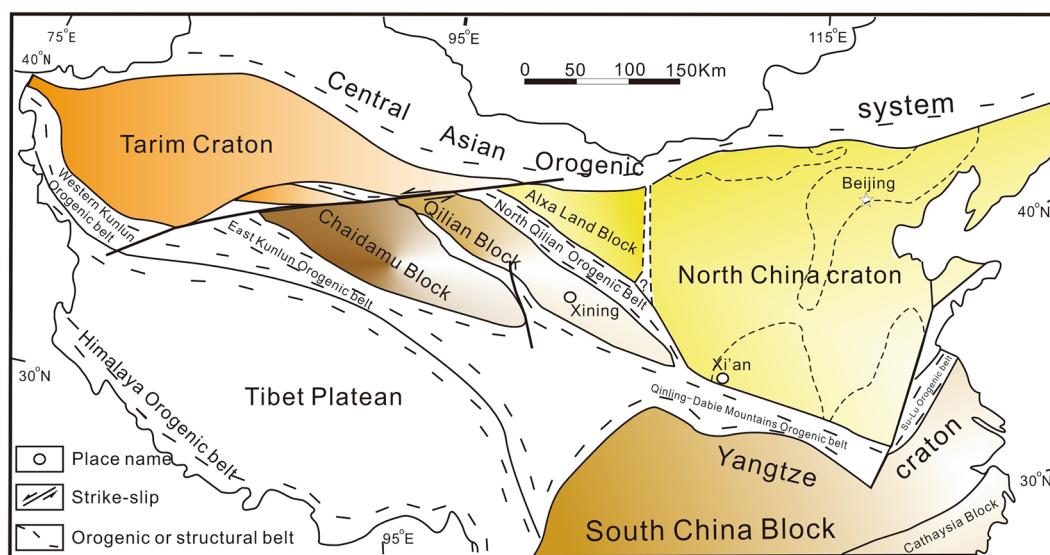 75°E
95°E
115°E
40°N
0 50 100 150Km
Central Asian Orogenic system
Tarim Craton
Beijing
Western Kunlun
Orogenic belt
Alxa Land Block
North Qilian Orogenic Belt
Qilian Block
Chaidamu Block
East Kunlun Orogenic belt
40°N
North China craton
?
Xining
Xi'an
30°N
Himalaya Orogenic belt
Tibet Platean
Qinling-Dabie Mountains Orogenic belt
Su-Lu Orogenic belt
Yangtze craton
South China Block
Cathaysia Block
30°N
Place name
Strike-slip
Orogenic or structural belt
95°E